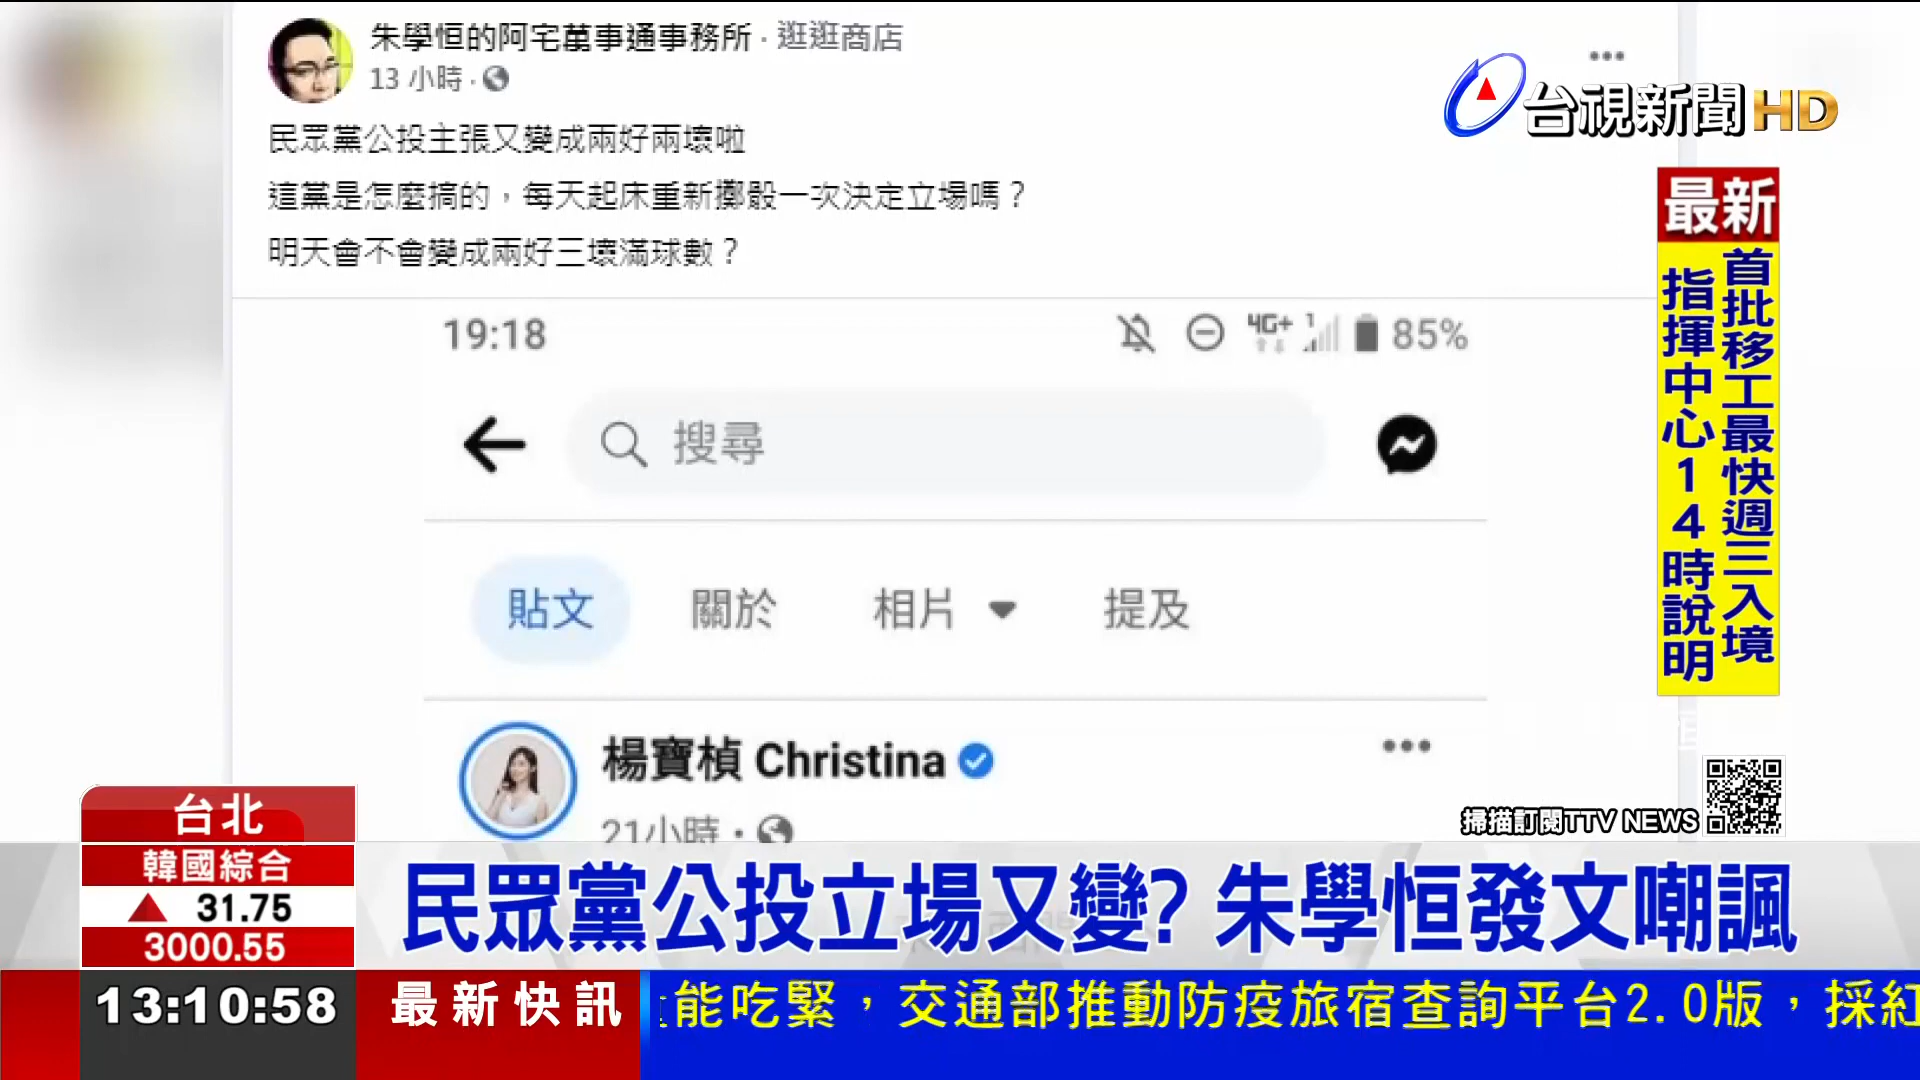 朱學恒的阿宅萬事通事務所 · 逛逛商店
13 小時 ·
民眾黨公投主張又變成兩好兩壞啦
這黨是怎麼搞的，每天起床重新擲骰一次決定立場嗎？
明天會不會變成兩好三壞滿球數？
台視新聞HD
最新
首批移工最快週三入境
指揮中心14時說明
19:18
4G+ 1 85%
搜尋
貼文 關於 相片 提及
楊寶楨 Christina
21小時 ·
掃描訂閱TTV NEWS
台北
韓國綜合
▲ 31.75
3000.55
民眾黨公投立場又變? 朱學恒發文嘲諷
13:10:58
最新快訊
能吃緊，交通部推動防疫旅宿查詢平台2.0版，採紅